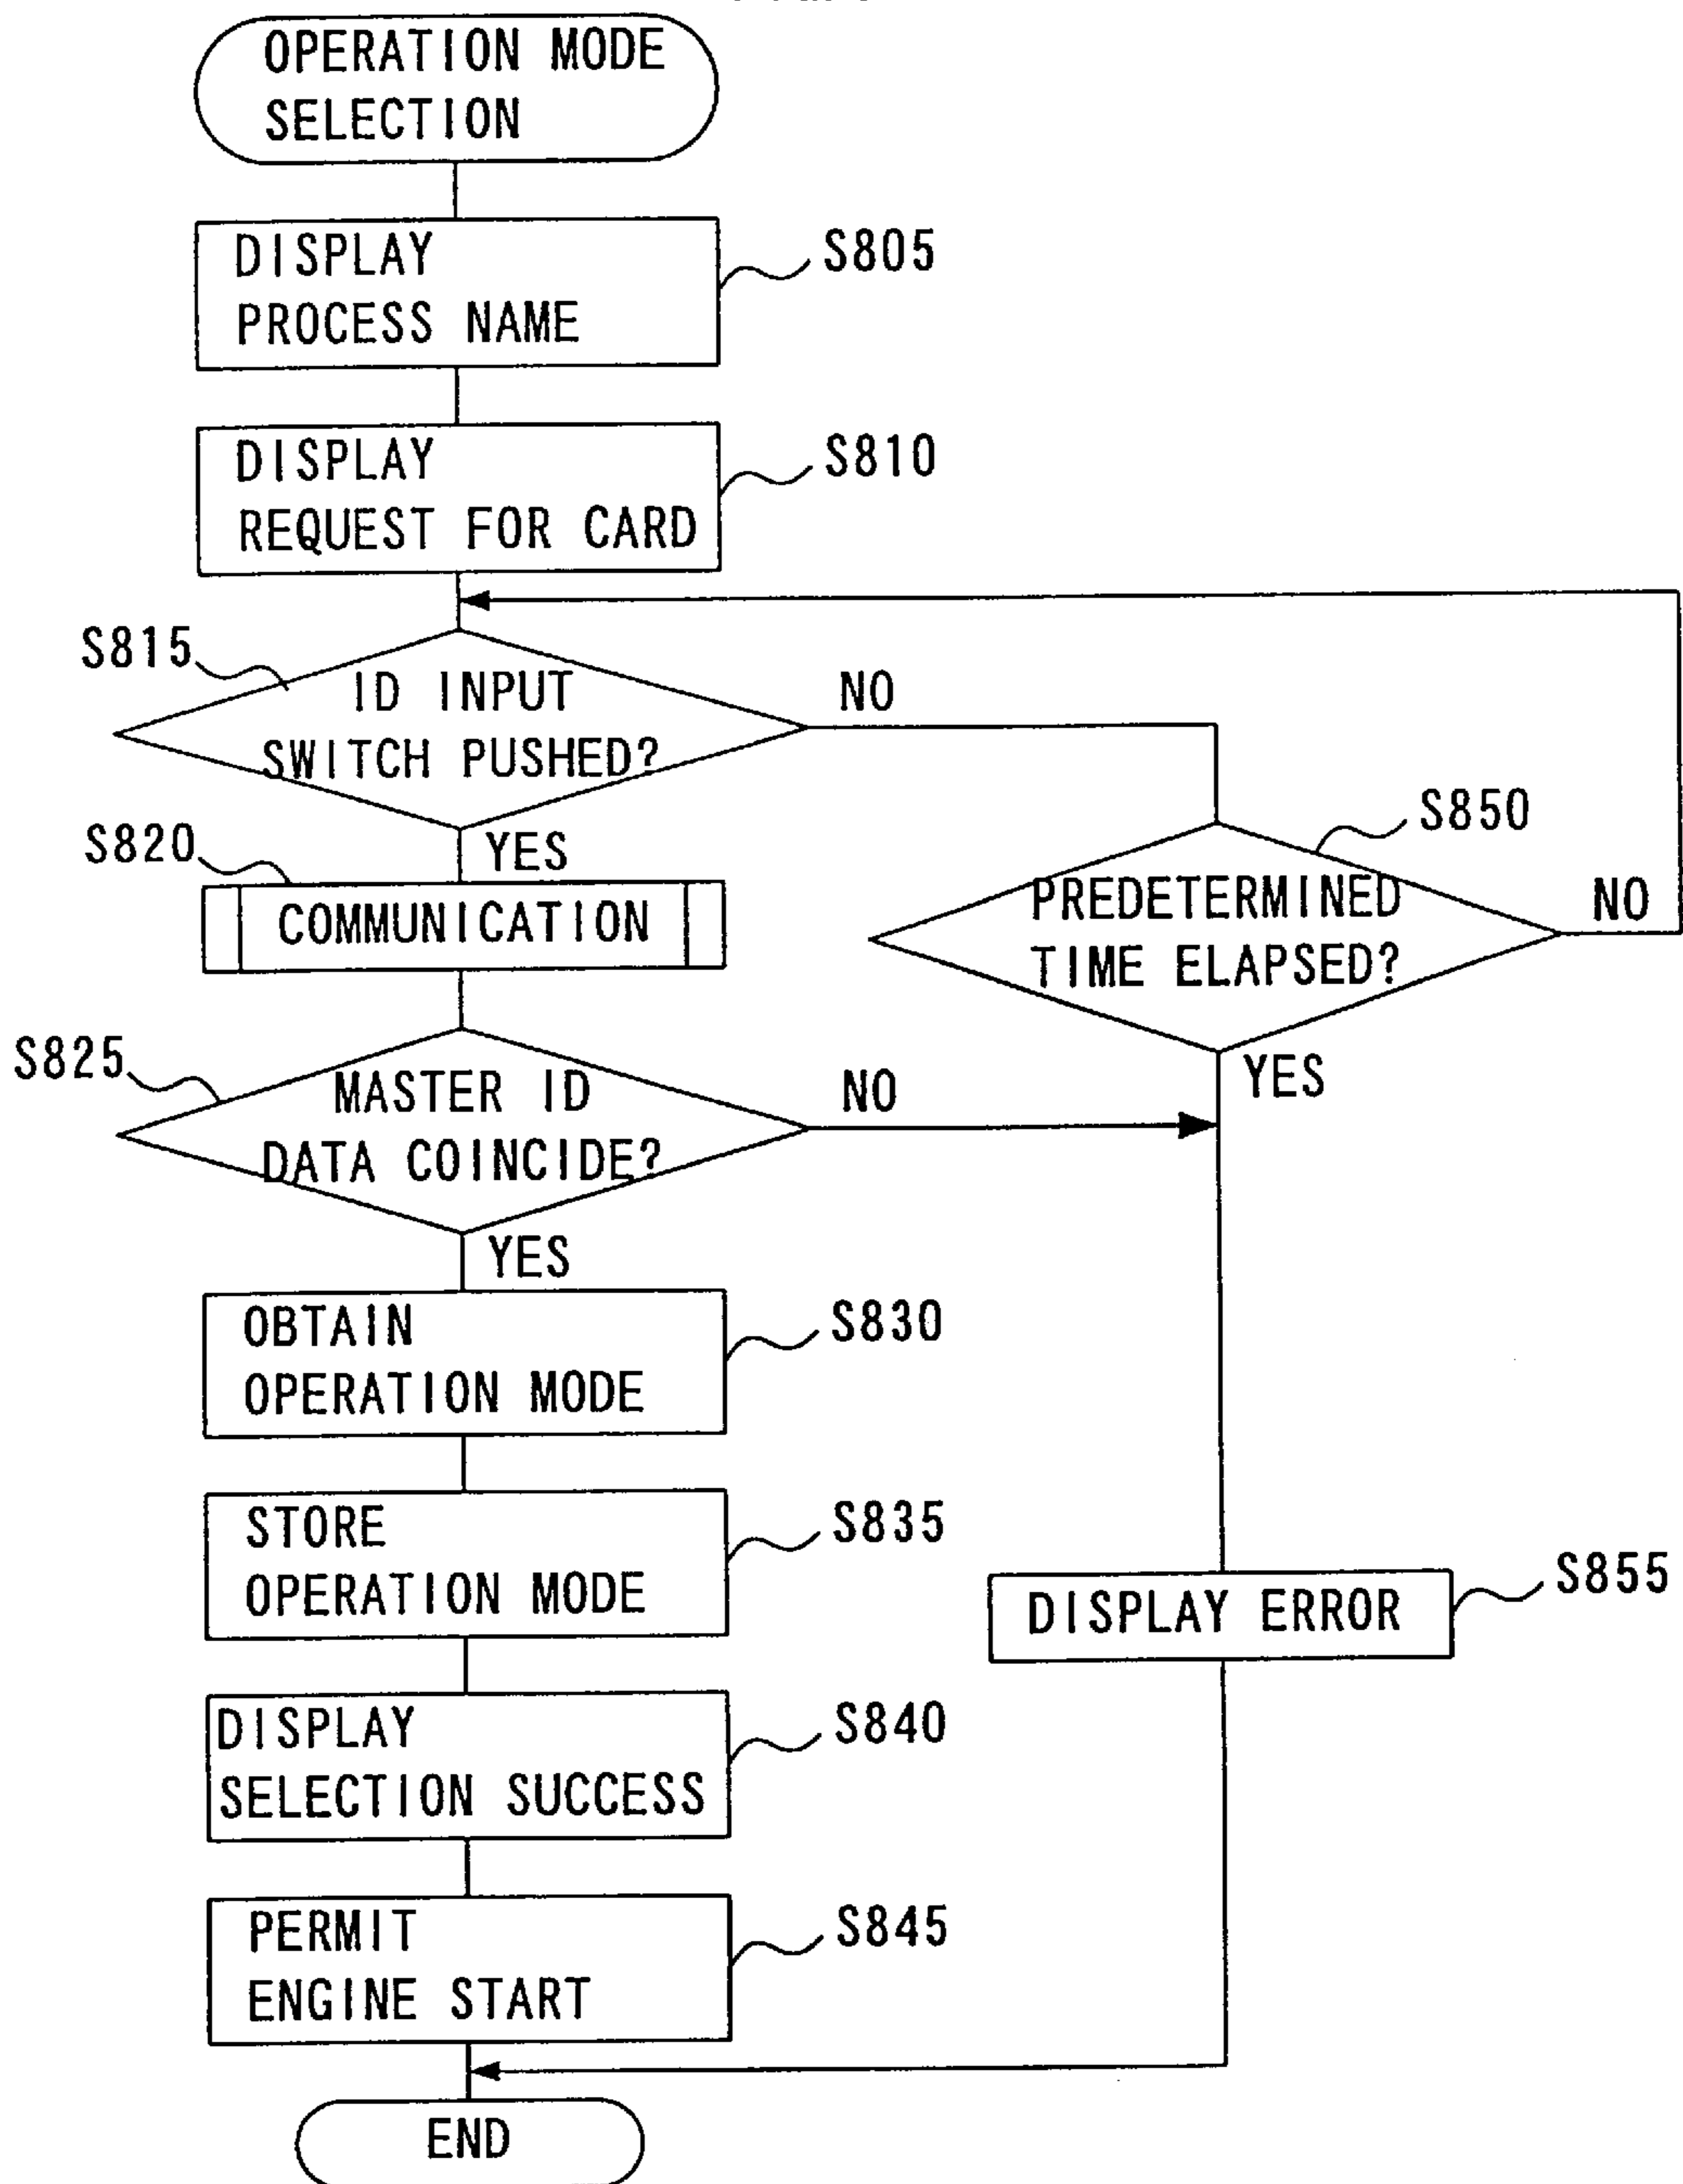 OPERATION MODE
SELECTION
DISPLAY
PROCESS NAME
S805
DISPLAY
REQUEST FOR CARD
S810
S815
ID INPUT
SWITCH PUSHED?
NO
YES
S820
COMMUNICATION
S850
PREDETERMINED
TIME ELAPSED?
NO
YES
S825
MASTER ID
DATA COINCIDE?
NO
YES
OBTAIN
OPERATION MODE
S830
STORE
OPERATION MODE
S835
DISPLAY ERROR
S855
DISPLAY
SELECTION SUCCESS
S840
PERMIT
ENGINE START
S845
END